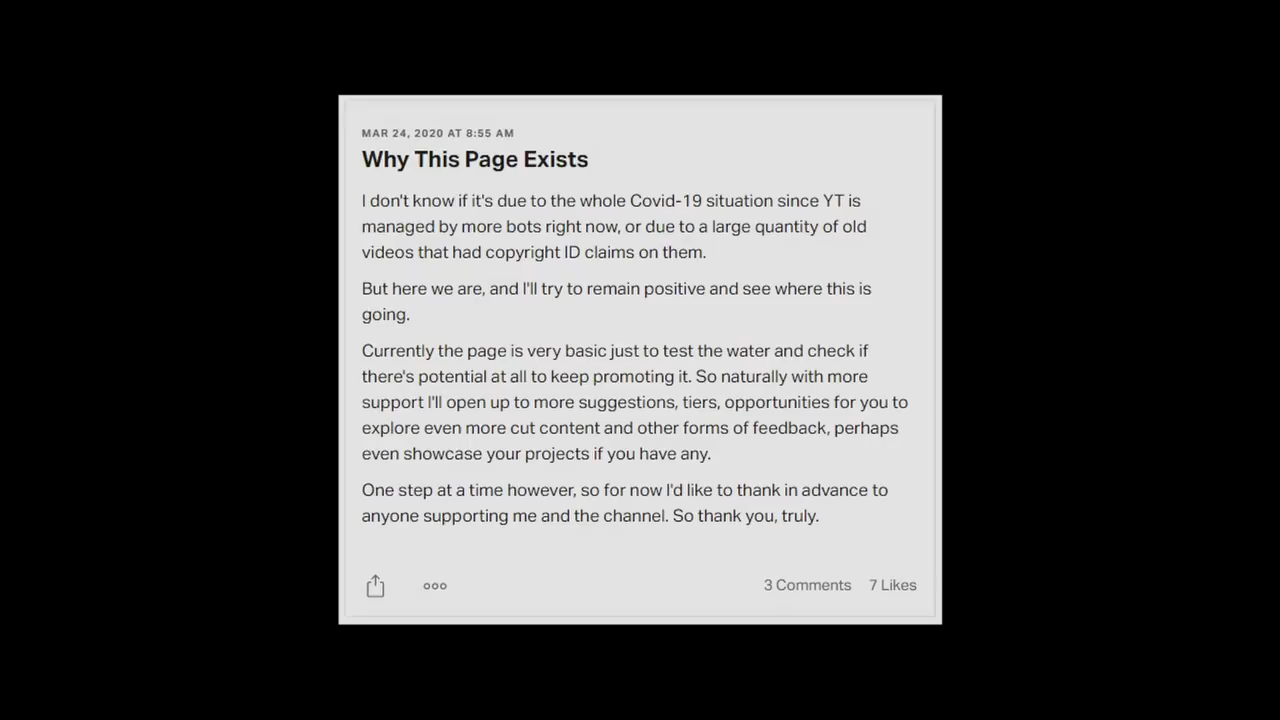 MAR 24, 2020 AT 8:55 AM
Why This Page Exists
I don't know if it's due to the whole Covid-19 situation since YT is
managed by more bots right now, or due to a large quantity of old
videos that had copyright ID claims on them.
But here we are, and I'll try to remain positive and see where this is
going.
Currently the page is very basic just to test the water and check if
there's potential at all to keep promoting it. So naturally with more
support I'll open up to more suggestions, tiers, opportunities for you to
explore even more cut content and other forms of feedback, perhaps
even showcase your projects if you have any.
One step at a time however, so for now I'd like to thank in advance to
anyone supporting me and the channel. So thank you, truly.
3 Comments 7 Likes